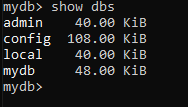 mydb> show dbs
admin    40.00 KiB
config  108.00 KiB
local    40.00 KiB
mydb     48.00 KiB
mydb>